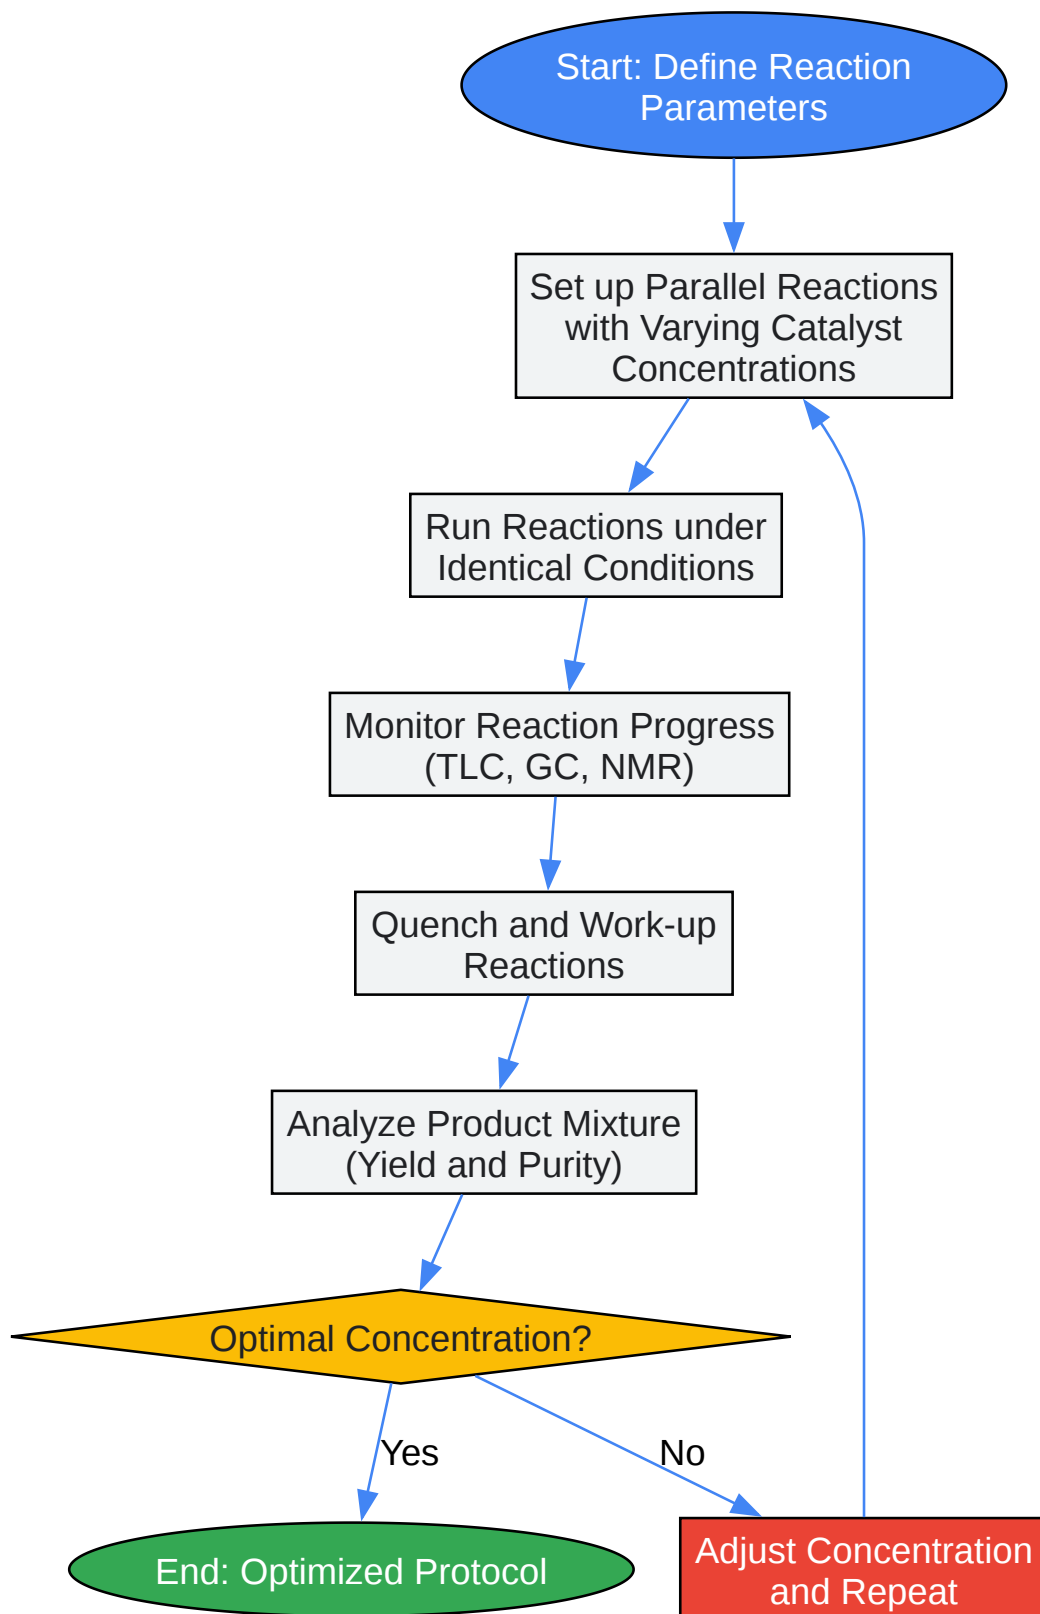 Start: Define Reaction
Parameters
Set up Parallel Reactions
with Varying Catalyst
Concentrations
Run Reactions under
Identical Conditions
Monitor Reaction Progress
(TLC, GC, NMR)
Quench and Work-up
Reactions
Analyze Product Mixture
(Yield and Purity)
Optimal Concentration?
Yes
No
End: Optimized Protocol
Adjust Concentration
and Repeat